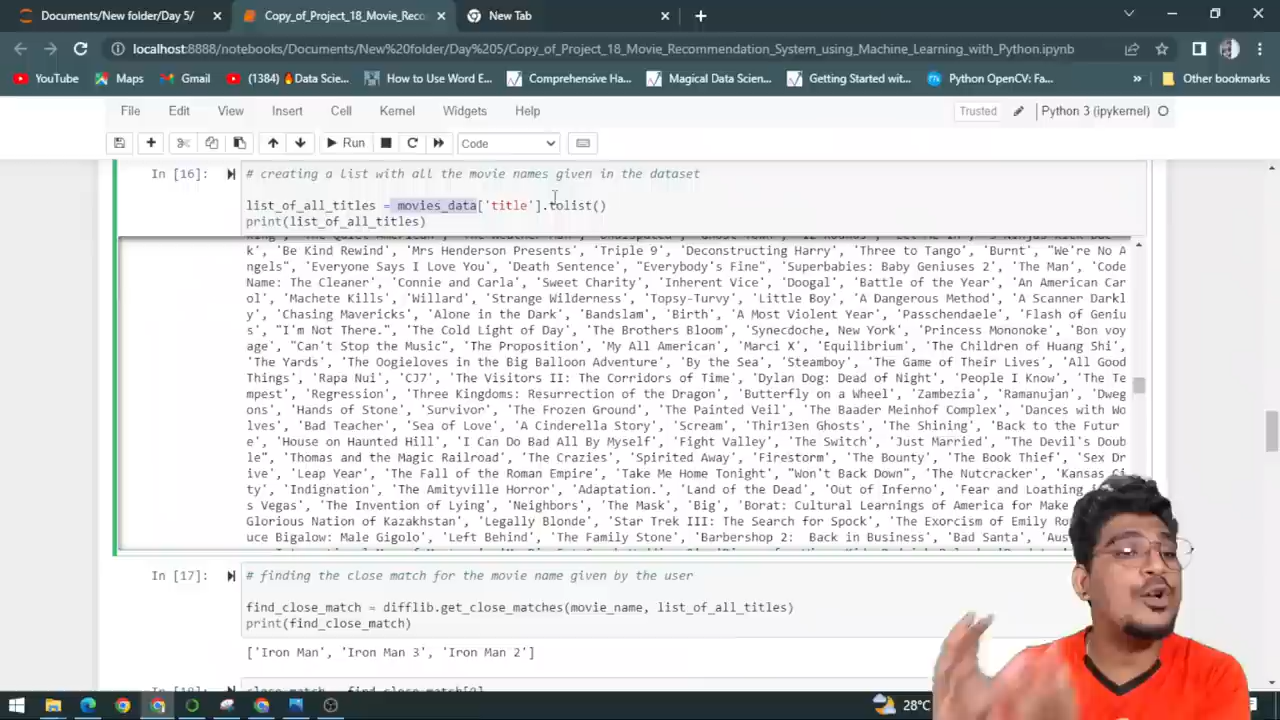 Documents/New folder/Day 5/
Copy_of_Project_18_Movie_Reco
New Tab
localhost:8888/notebooks/Documents/New%20folder/Day%205/Copy_of_Project_18_Movie_Recommendation_System_using_Machine_Learning_with_Python.ipynb
YouTube
Maps
Gmail
(1384) 🔥Data Scie...
How to Use Word E...
Comprehensive Ha...
Magical Data Scien...
Getting Started wit...
Python OpenCV: Fa...
»
Other bookmarks
File Edit View Insert Cell Kernel Widgets Help
Trusted
Python 3 (ipykernel)
Run
Code
In [16]:
# creating a list with all the movie names given in the dataset
list_of_all_titles = movies_data['title'].tolist()
print(list_of_all_titles)
k', 'Be Kind Rewind', 'Mrs Henderson Presents', 'Triple 9', 'Deconstructing Harry', 'Three to Tango', 'Burnt', "We're No A
ngels", 'Everyone Says I Love You', 'Death Sentence', "Everybody's Fine", 'Superbabies: Baby Geniuses 2', 'The Man', 'Code
Name: The Cleaner', 'Connie and Carla', 'Sweet Charity', 'Inherent Vice', 'Doogal', 'Battle of the Year', 'An American Car
ol', 'Machete Kills', 'Willard', 'Strange Wilderness', 'Topsy-Turvy', 'Little Boy', 'A Dangerous Method', 'A Scanner Darkl
y', 'Chasing Mavericks', 'Alone in the Dark', 'Bandslam', 'Birth', 'A Most Violent Year', 'Passchendaele', 'Flash of Geniu
s', "I'm Not There.", 'The Cold Light of Day', 'The Brothers Bloom', 'Synecdoche, New York', 'Princess Mononoke', 'Bon voy
age', "Can't Stop the Music", 'The Proposition', 'My All American', 'Marci X', 'Equilibrium', 'The Children of Huang Shi',
'The Yards', 'The Oogieloves in the Big Balloon Adventure', 'By the Sea', 'Steamboy', 'The Game of Their Lives', 'All Good
Things', 'Rapa Nui', 'CJ7', 'The Visitors II: The Corridors of Time', 'Dylan Dog: Dead of Night', 'People I Know', 'The Te
mpest', 'Regression', 'Three Kingdoms: Resurrection of the Dragon', 'Butterfly on a Wheel', 'Zambezia', 'Ramanujan', 'Dweg
ons', 'Hands of Stone', 'Survivor', 'The Frozen Ground', 'The Painted Veil', 'The Baader Meinhof Complex', 'Dances with Wo
lves', 'Bad Teacher', 'Sea of Love', 'A Cinderella Story', 'Scream', 'Thir13en Ghosts', 'The Shining', 'Back to the Futur
e', 'House on Haunted Hill', 'I Can Do Bad All By Myself', 'Fight Valley', 'The Switch', 'Just Married', "The Devil's Doub
le", 'Thomas and the Magic Railroad', 'The Crazies', 'Spirited Away', 'Firestorm', 'The Bounty', 'The Book Thief', 'Sex Dr
ive', 'Leap Year', 'The Fall of the Roman Empire', 'Take Me Home Tonight', "Won't Back Down", 'The Nutcracker', 'Kansas Ci
ty', 'Indignation', 'The Amityville Horror', 'Adaptation.', 'Land of the Dead', 'Out of Inferno', 'Fear and Loathing in
s Vegas', 'The Invention of Lying', 'Neighbors', 'The Mask', 'Big', 'Borat: Cultural Learnings of America for Make
Glorious Nation of Kazakhstan', 'Legally Blonde', 'Star Trek III: The Search for Spock', 'The Exorcism of Emily Ro
uce Bigalow: Male Gigolo', 'Left Behind', 'The Family Stone', 'Barbershop 2:  Back in Business', 'Bad Santa', 'Aus
In [17]:
# finding the close match for the movie name given by the user
find_close_match = difflib.get_close_matches(movie_name, list_of_all_titles)
print(find_close_match)
['Iron Man', 'Iron Man 3', 'Iron Man 2']
28°C